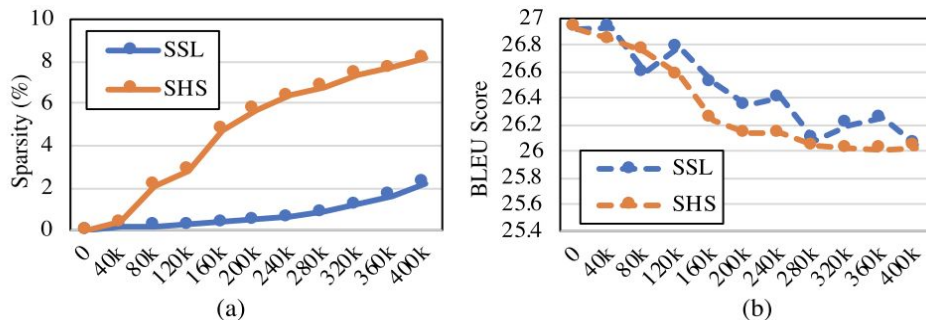 Sparsity (%)
10
8
6
4
2
0
SSL
SHS
0 40k 80k 120k 160k 200k 240k 280k 320k 360k 400k
(a)
BLEU Score
27
26.8
26.6
26.4
26.2
26
25.8
25.6
25.4
SSL
SHS
0 40k 80k 120k 160k 200k 240k 280k 320k 360k 400k
(b)